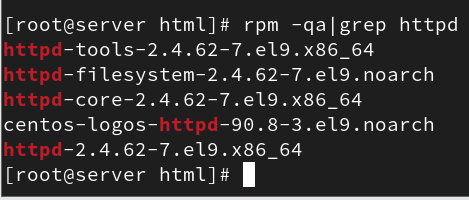 [root@server html]# rpm -qa|grep httpd
httpd-tools-2.4.62-7.el9.x86_64
httpd-filesystem-2.4.62-7.el9.noarch
httpd-core-2.4.62-7.el9.x86_64
centos-logos-httpd-90.8-3.el9.noarch
httpd-2.4.62-7.el9.x86_64
[root@server html]#